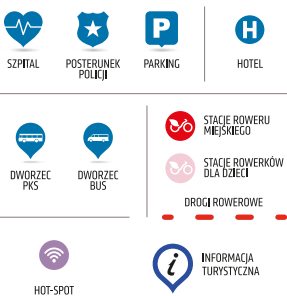 P
H
SZPITAL
POSTERUNEK
POLICJI
PARKING
HOTEL
STACJE ROWERU
MIEJSKIEGO
STACJE ROWERKÓW
DLA DZIECI
DWORZEC
PKS
DWORZEC
BUS
DROGI ROWEROWE
i
INFORMACJA
TURYSTYCZNA
HOT-SPOT